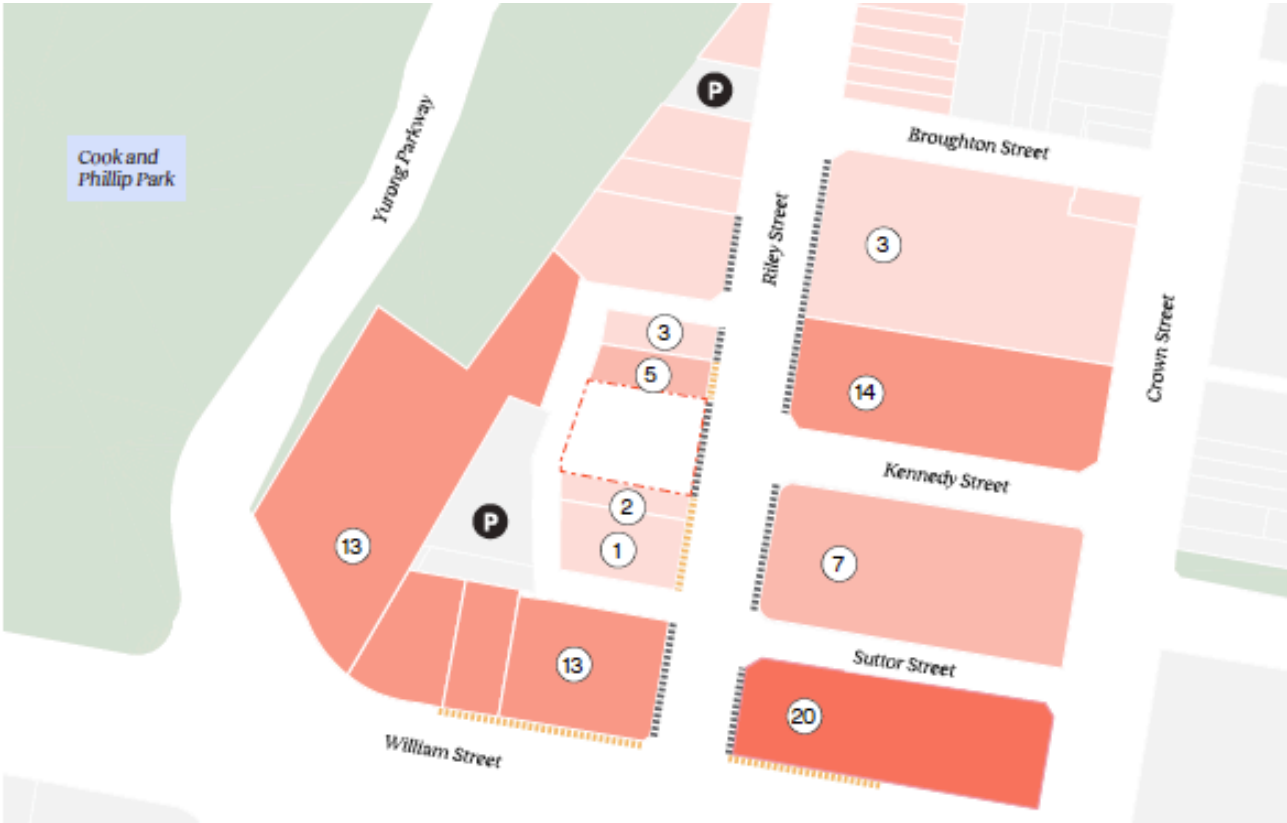 P
Broughton Street
Cook and
Phillip Park
Yurong Parkway
Riley Street
3
Crown Street
3
5
14
Kennedy Street
2
P
13
1
7
Suttor Street
13
20
William Street